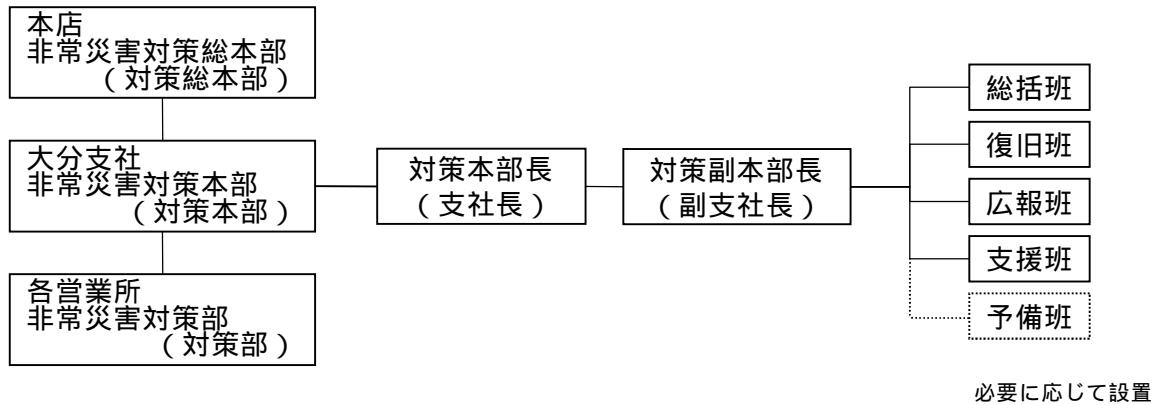 本店
非常災害対策総本部
（対策総本部）
大分支社
非常災害対策本部
（対策本部）
各営業所
非常災害対策部
（対策部）
対策本部長
（支社長）
対策副本部長
（副支社長）
総括班
復旧班
広報班
支援班
予備班
必要に応じて設置